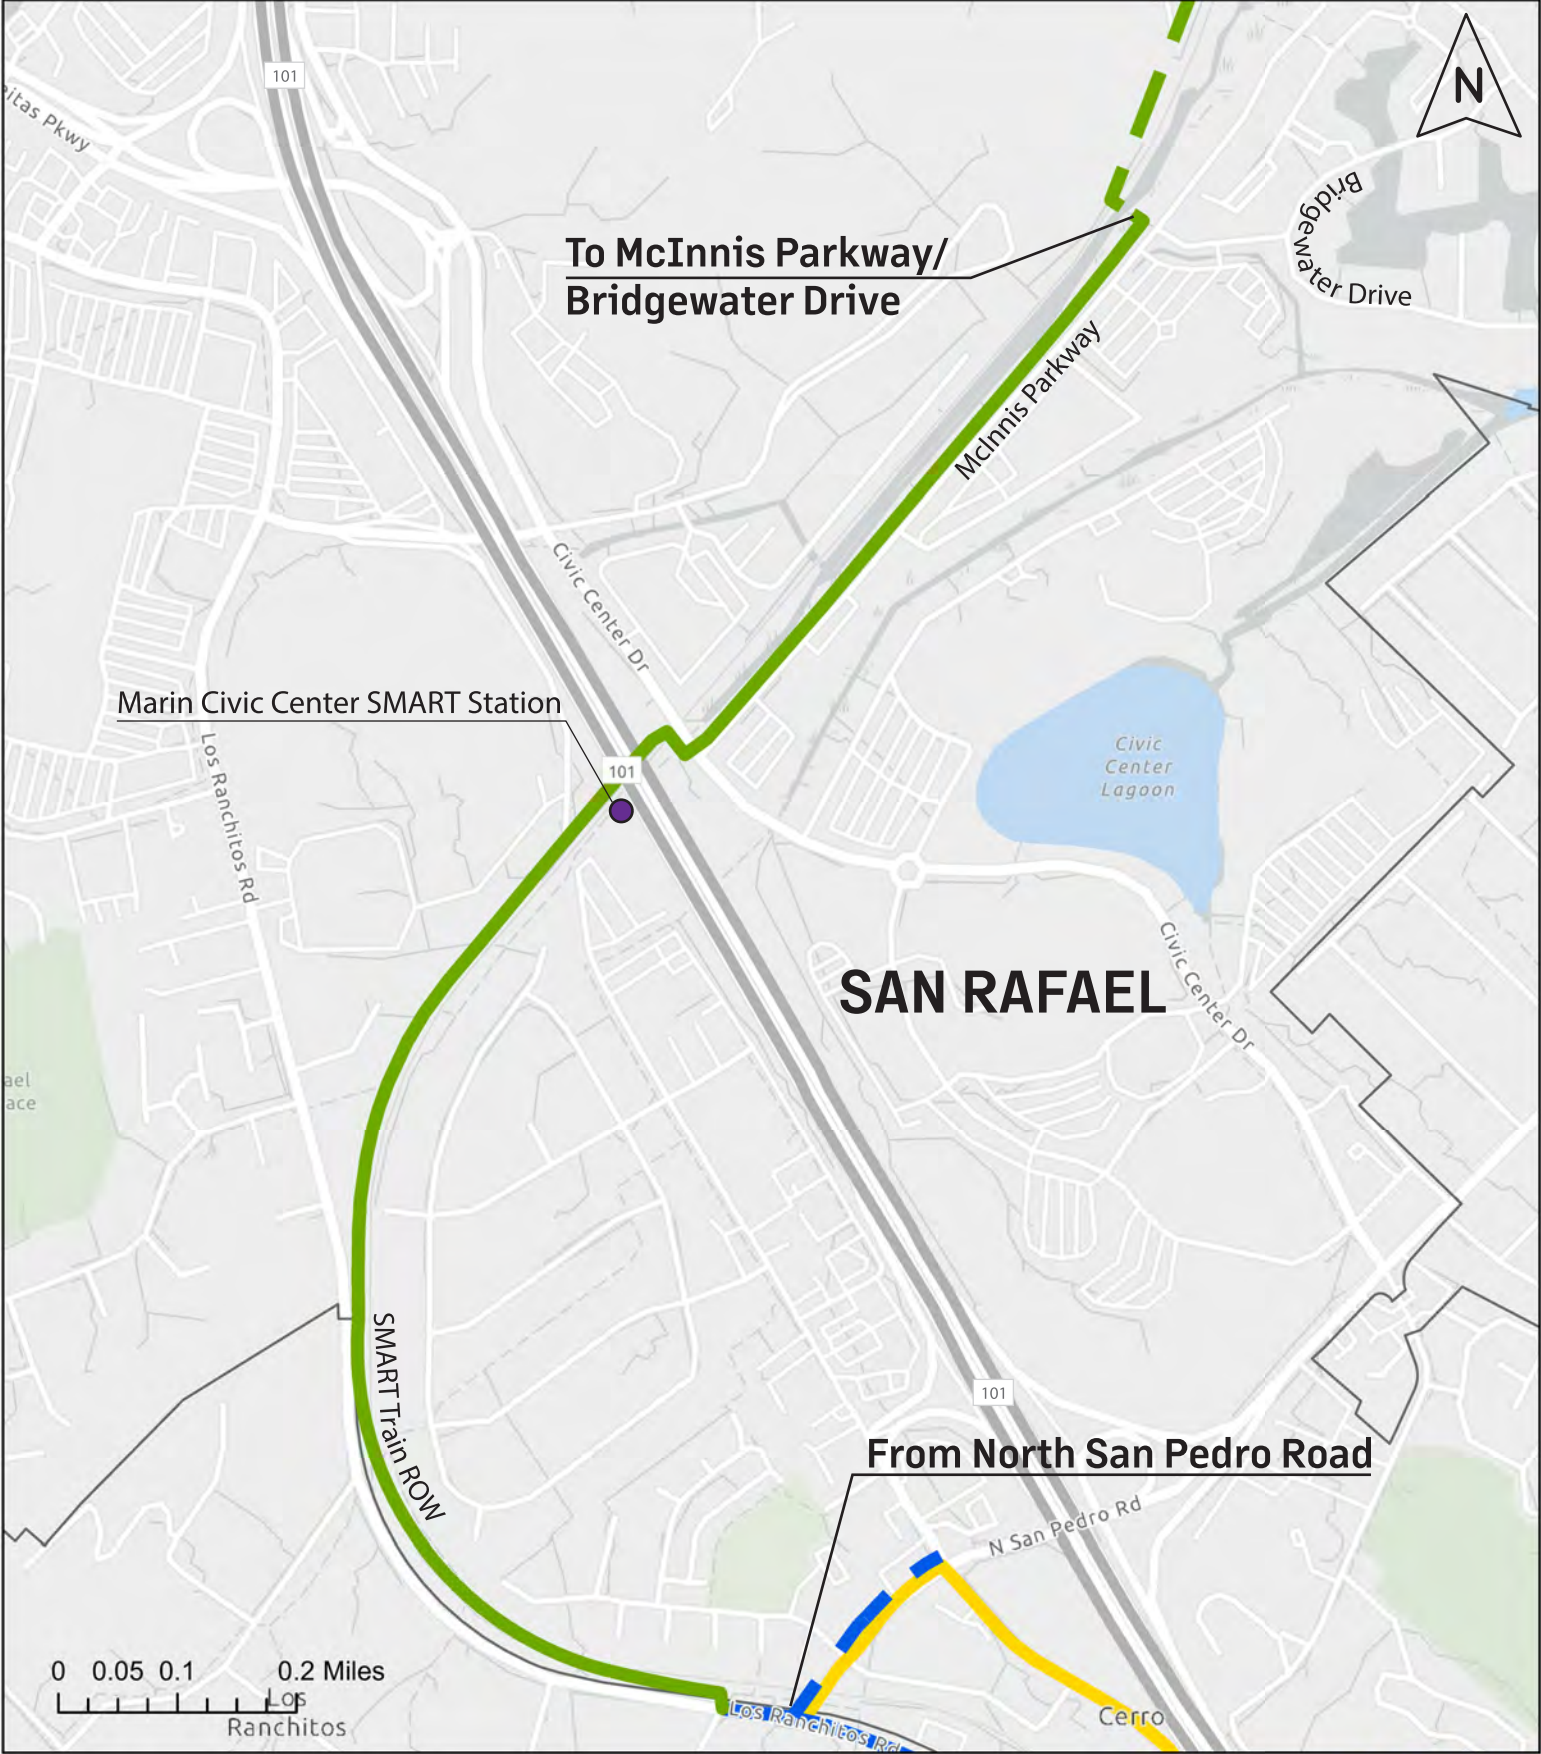 101
N
eitas Pkwy
Bridgewater Drive
To McInnis Parkway/
Bridgewater Drive
McInnis Parkway
Civic Center Dr
Marin Civic Center SMART Station
Los Ranchitos Rd
101
Civic
Center
Lagoon
SAN RAFAEL
Civic Center Dr
ael
ace
SMART Train ROW
101
From North San Pedro Road
N San Pedro Rd
0 0.05 0.1 0.2 Miles
Los
Ranchitos
Los Ranchitos Rd
Cerro